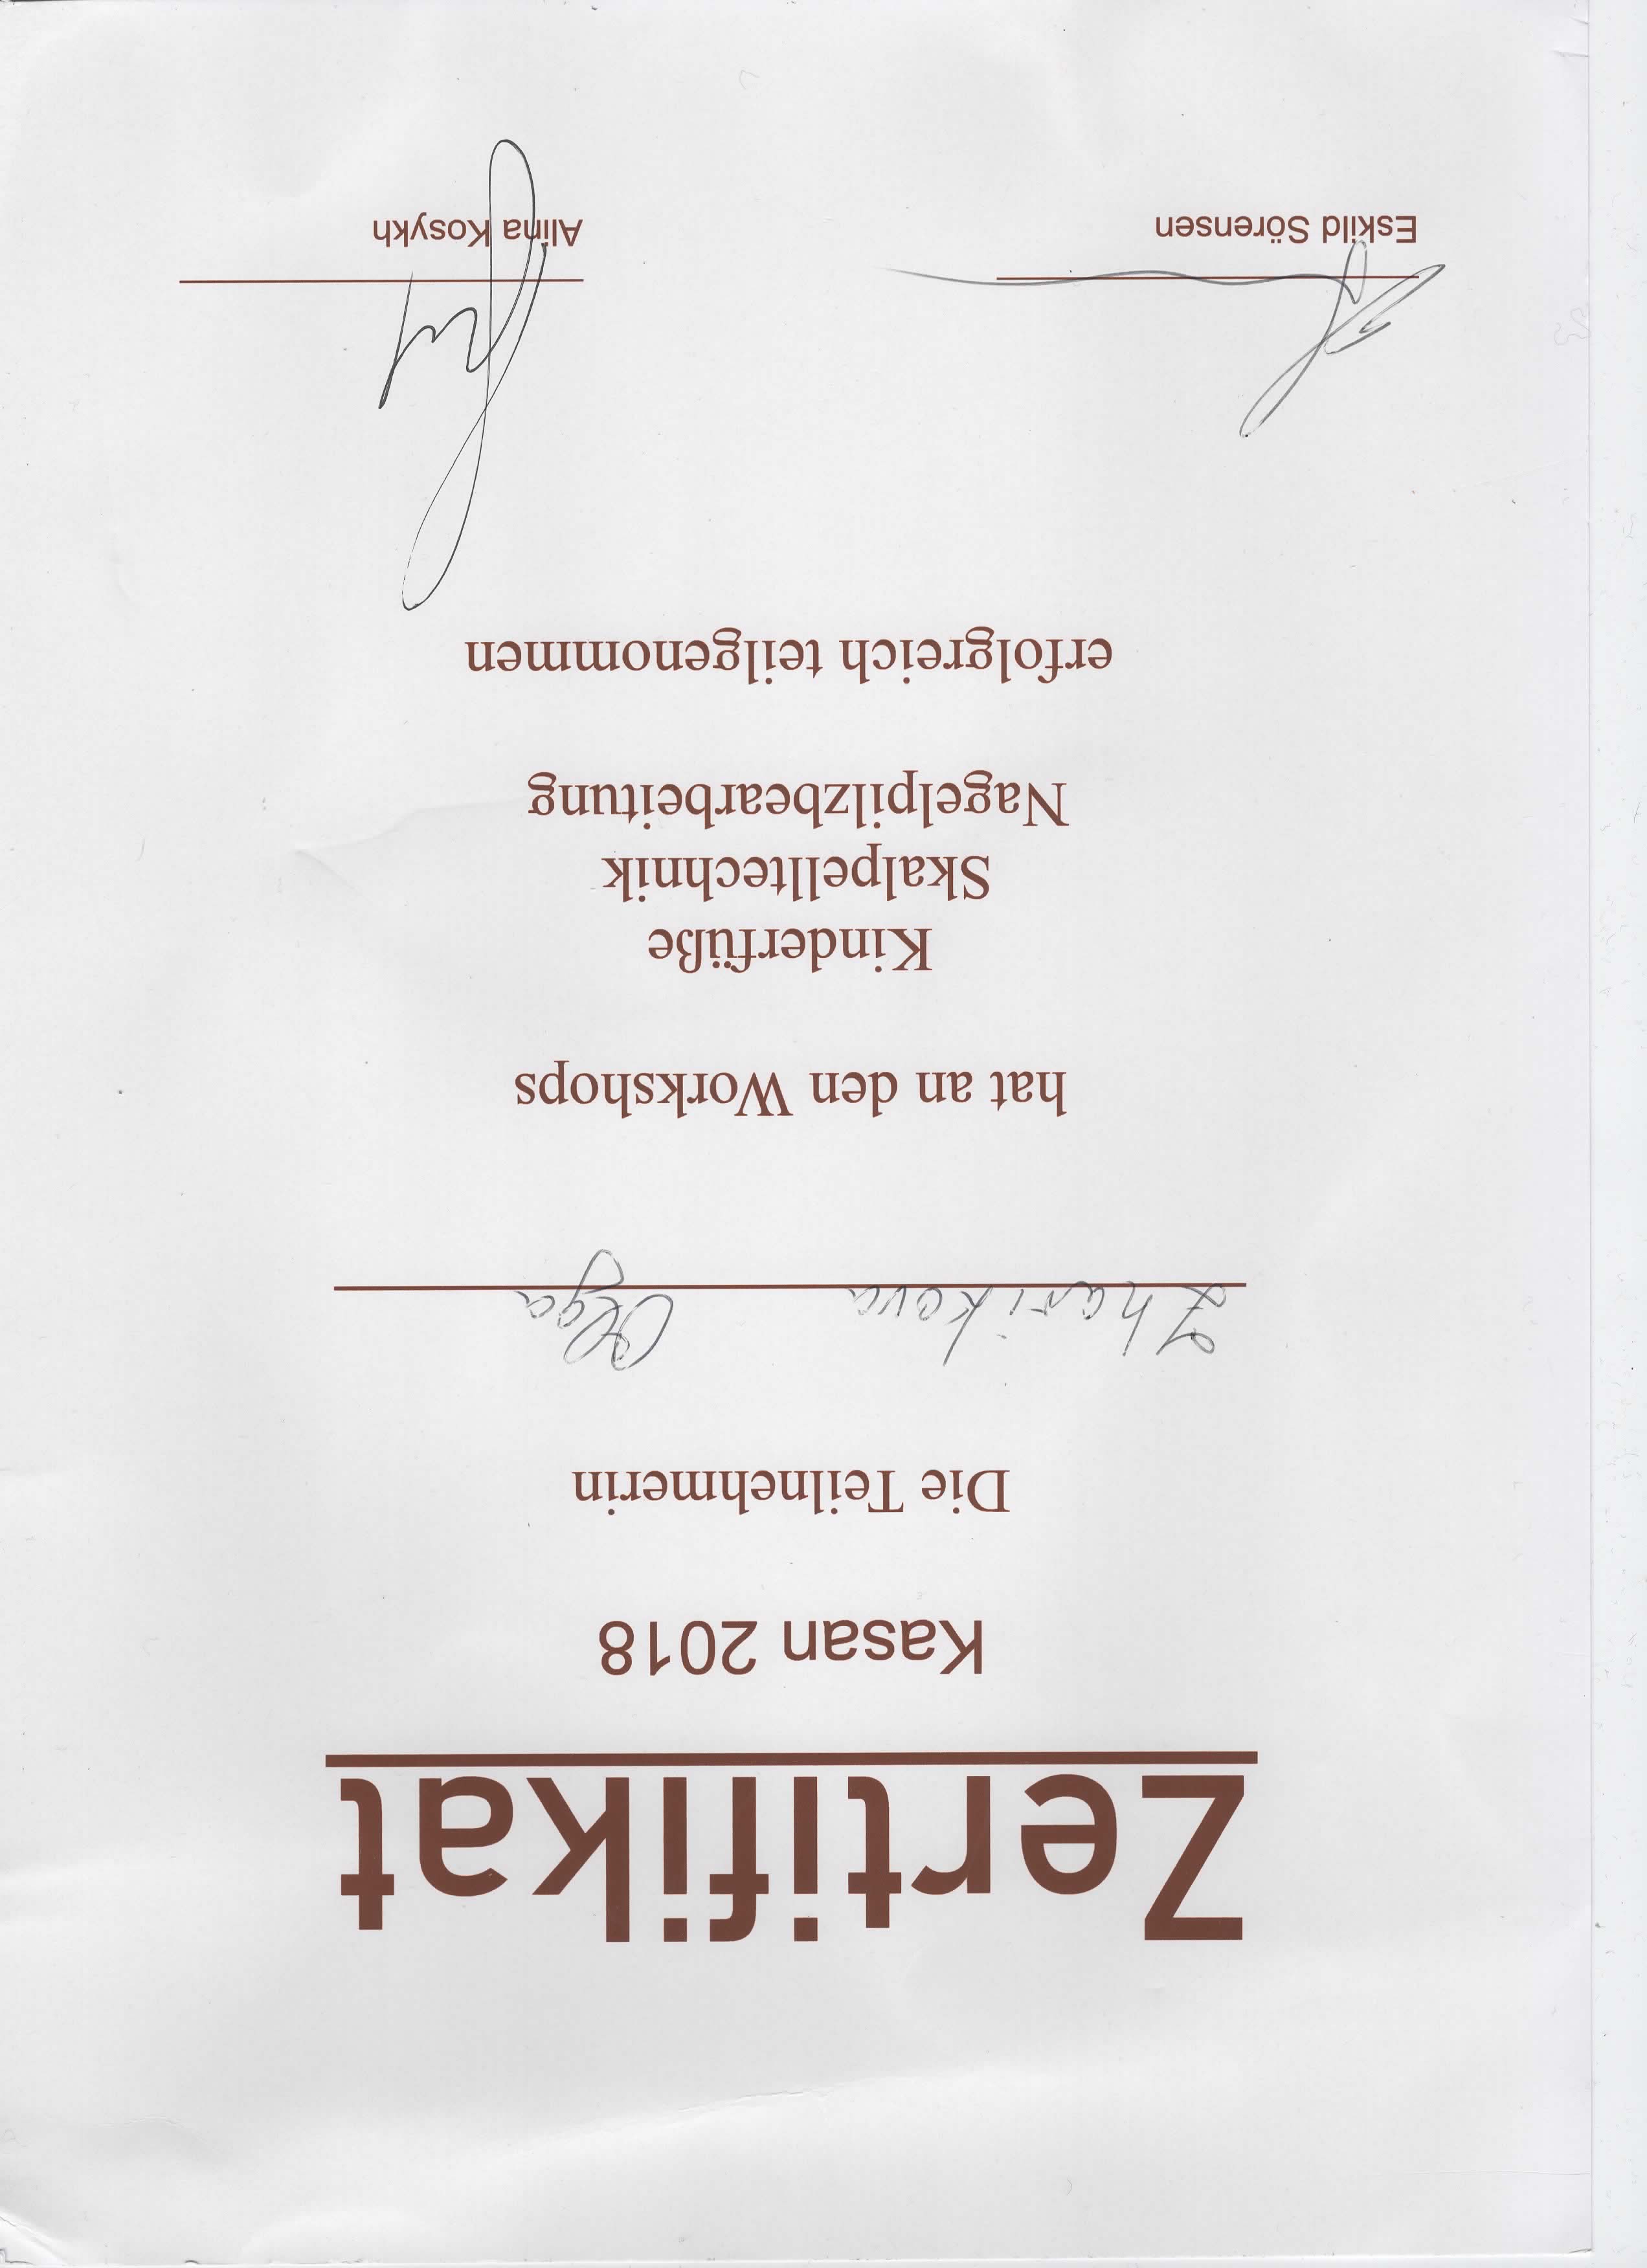 Zertifikat
Kasan 2018
Die Teilnehmerin
Zharikova Olga
hat an den Workshops
Kinderfüße
Skalpelltechnik
Nagelpilzbearbeitung
erfolgreich teilgenommen
Eskild Sörensen Alina Kosykh